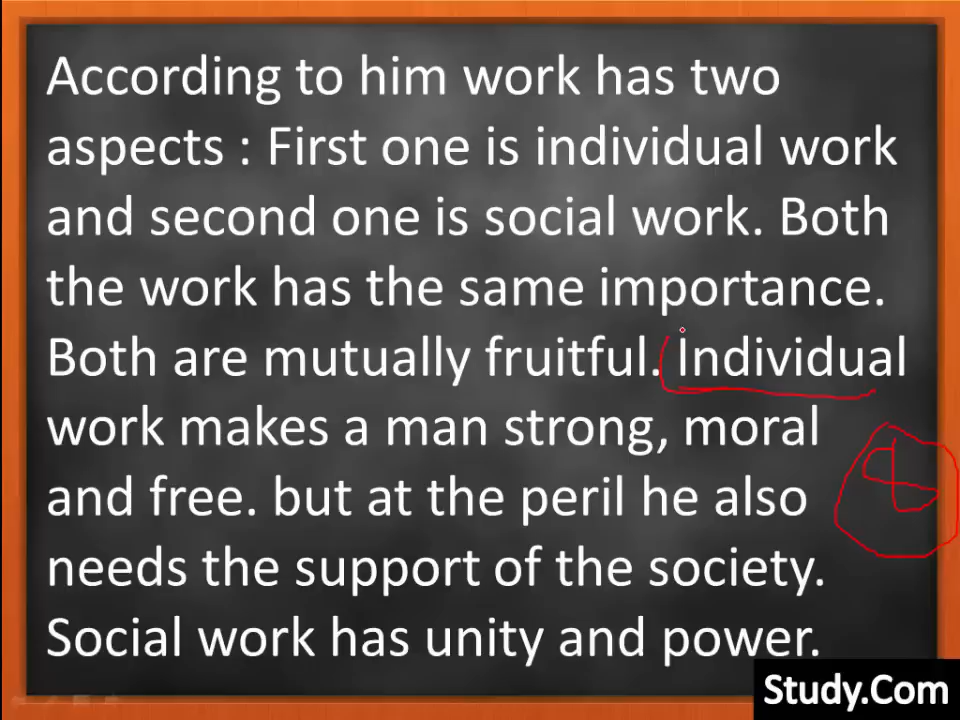 According to him work has two
aspects : First one is individual work
and second one is social work. Both
the work has the same importance.
Both are mutually fruitful. Individual
work makes a man strong, moral
and free. but at the peril he also
needs the support of the society.
Social work has unity and power.
Study.Com